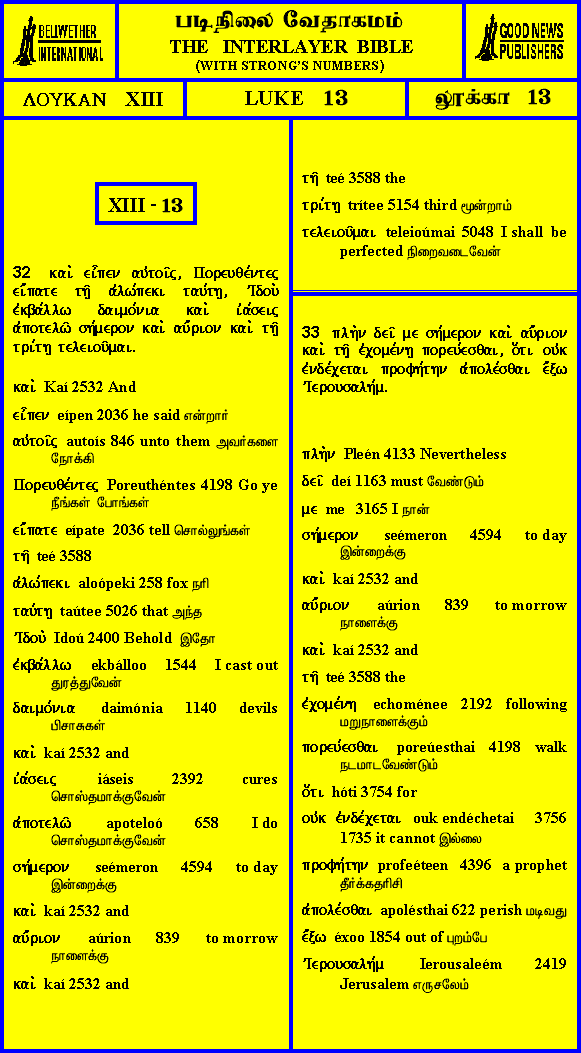 BELLWETHER
INTERNATIONAL
படிநிலை வேதாகமம்
THE INTERLAYER BIBLE
(WITH STRONG'S NUMBERS)
GOOD NEWS
PUBLISHERS
ΛΟΥΚΑΝ XIII
LUKE 13
லூக்கா 13
XIII - 13
32 καὶ εἶπεν αὐτοῖς, Πορευθέντες
εἴπατε τῇ ἀλώπεκι ταύτῃ, Ἰδοὺ
ἐκβάλλω δαιμόνια καὶ ἰάσεις
ἀποτελῶ σήμερον καὶ αὔριον καὶ τῇ
τρίτῃ τελειοῦμαι.
καὶ Kaí 2532 And
εἶπεν eípen 2036 he said என்றார்
αὐτοῖς autoís 846 unto them அவர்களை
நோக்கி
Πορευθέντες Poreuthéntes 4198 Go ye
நீங்கள் போங்கள்
εἴπατε eípate 2036 tell சொல்லுங்கள்
τῇ teé 3588
ἀλώπεκι aloópeki 258 fox நரி
ταύτῃ taútee 5026 that அந்த
Ἰδοὺ Idoú 2400 Behold இதோ
ἐκβάλλω ekbálloo 1544 I cast out
துரத்துவேன்
δαιμόνια daimónia 1140 devils
பிசாசுகள்
καὶ kaí 2532 and
ἰάσεις iáseis 2392 cures
சொஸ்தமாக்குவேன்
ἀποτελῶ apoteloó 658 I do
சொஸ்தமாக்குவேன்
σήμερον seémeron 4594 to day
இன்றைக்கு
καὶ kaí 2532 and
αὔριον aúrion 839 to morrow
நாளைக்கு
καὶ kaí 2532 and
τῇ teé 3588 the
τρίτῃ trítee 5154 third மூன்றாம்
τελειοῦμαι teleioúmai 5048 I shall be
perfected நிறைவடைவேன்
33 πλὴν δεῖ με σήμερον καὶ αὔριον
καὶ τῇ ἐχομένῃ πορεύεσθαι, ὅτι οὐκ
ἐνδέχεται προφήτην ἀπολέσθαι ἔξω
Ἰερουσαλήμ.
πλὴν Pleén 4133 Nevertheless
δεῖ deí 1163 must வேண்டும்
με me 3165 I நான்
σήμερον seémeron 4594 to day
இன்றைக்கு
καὶ kaí 2532 and
αὔριον aúrion 839 to morrow
நாளைக்கு
καὶ kaí 2532 and
τῇ teé 3588 the
ἐχομένῃ echoménee 2192 following
மறுநாளைக்கும்
πορεύεσθαι poreúesthai 4198 walk
நடமாடவேண்டும்
ὅτι hóti 3754 for
οὐκ ἐνδέχεται ouk endéchetai 3756
1735 it cannot இல்லை
προφήτην profeéteen 4396 a prophet
தீர்க்கதரிசி
ἀπολέσθαι apolésthai 622 perish மடிவது
ἔξω éxoo 1854 out of புறம்பே
Ἰερουσαλήμ Ierousaleém 2419
Jerusalem எருசலேம்